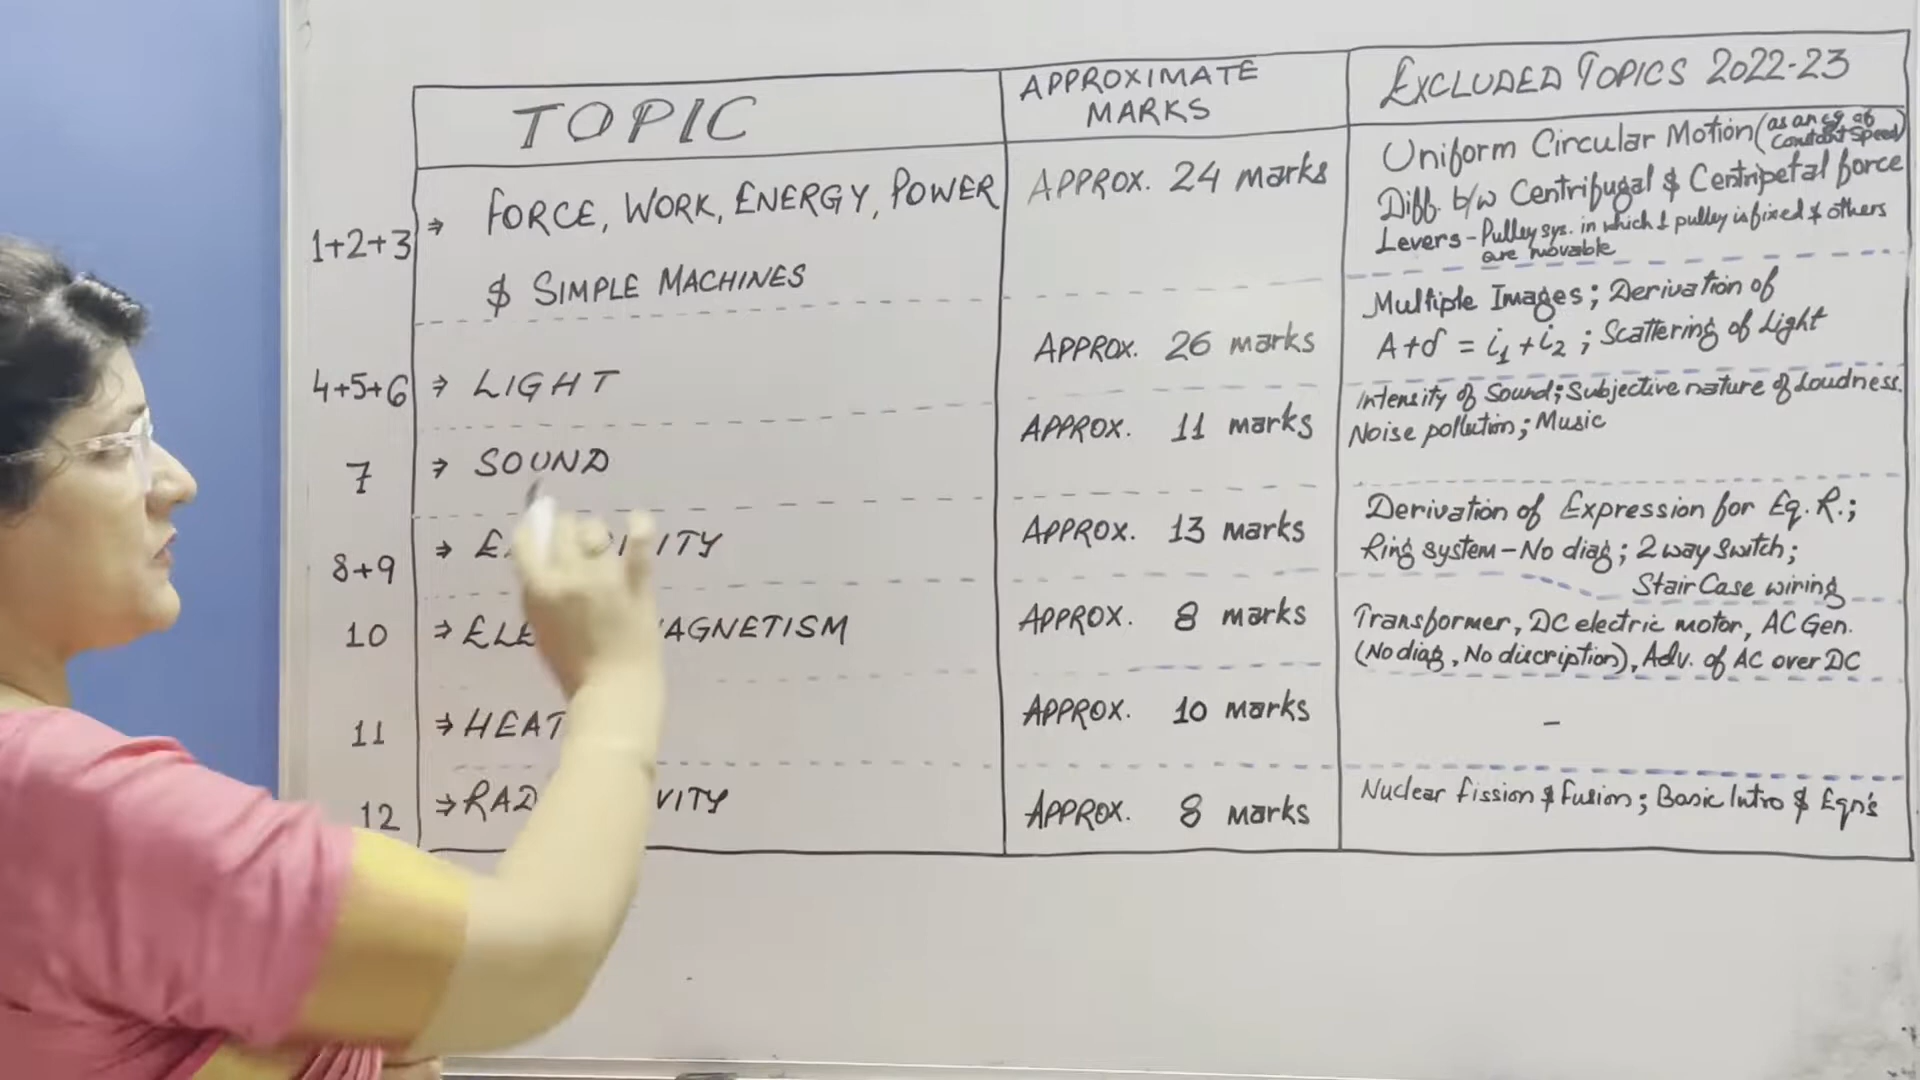 TOPIC
APPROXIMATE
MARKS
EXCLUDED TOPICS 2022-23
1+2+3 ⇒ FORCE, WORK, ENERGY, POWER
$ SIMPLE MACHINES
APPROX. 24 marks
Uniform Circular Motion (as an eg of Constant Speed)
Diff. b/w Centrifugal $ Centripetal force
Levers - Pulley sys. in which 1 pulley is fixed $ others
are movable
4+5+6 ⇒ LIGHT
APPROX. 26 marks
Multiple Images; Derivation of
A+δ = i1 + i2 ; Scattering of Light
7 ⇒ SOUND
APPROX. 11 marks
Intensity of Sound; Subjective nature of Loudness.
Noise pollution; Music
8+9 ⇒
APPROX. 13 marks
Derivation of Expression for Eq. R.;
Ring system - No diag; 2 way Switch;
StairCase wiring
10 ⇒
APPROX. 8 marks
Transformer, DC electric motor, AC Gen.
(No diag, No discription), Adv. of AC over DC
11 ⇒ HEAT
APPROX. 10 marks
-
12 ⇒
APPROX. 8 marks
Nuclear fission $ fusion; Basic Intro $ Eqn's